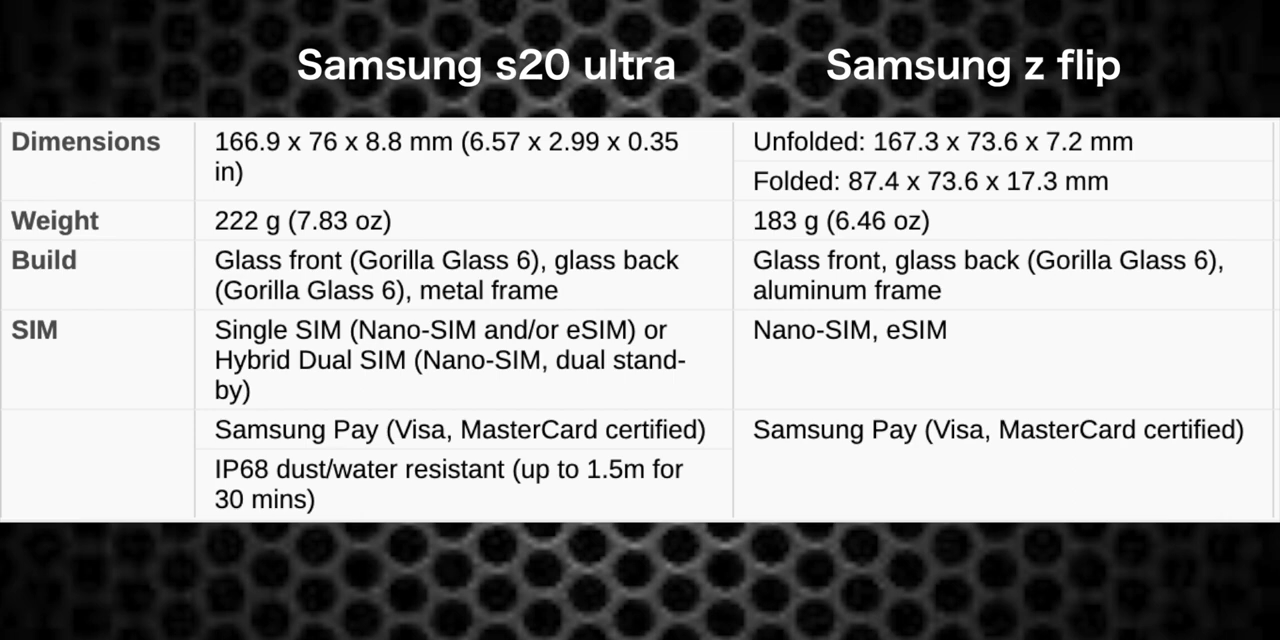 Samsung s20 ultra
Samsung z flip
Dimensions
166.9 x 76 x 8.8 mm (6.57 x 2.99 x 0.35
in)
Unfolded: 167.3 x 73.6 x 7.2 mm
Folded: 87.4 x 73.6 x 17.3 mm
Weight
222 g (7.83 oz)
183 g (6.46 oz)
Build
Glass front (Gorilla Glass 6), glass back
(Gorilla Glass 6), metal frame
Glass front, glass back (Gorilla Glass 6),
aluminum frame
SIM
Single SIM (Nano-SIM and/or eSIM) or
Hybrid Dual SIM (Nano-SIM, dual stand-
by)
Nano-SIM, eSIM
Samsung Pay (Visa, MasterCard certified)
IP68 dust/water resistant (up to 1.5m for
30 mins)
Samsung Pay (Visa, MasterCard certified)